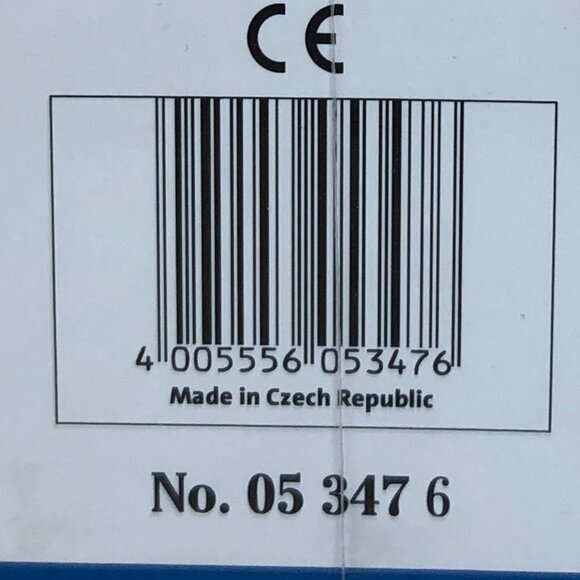 CE
4 005556 053476
Made in Czech Republic
No. 05 347 6